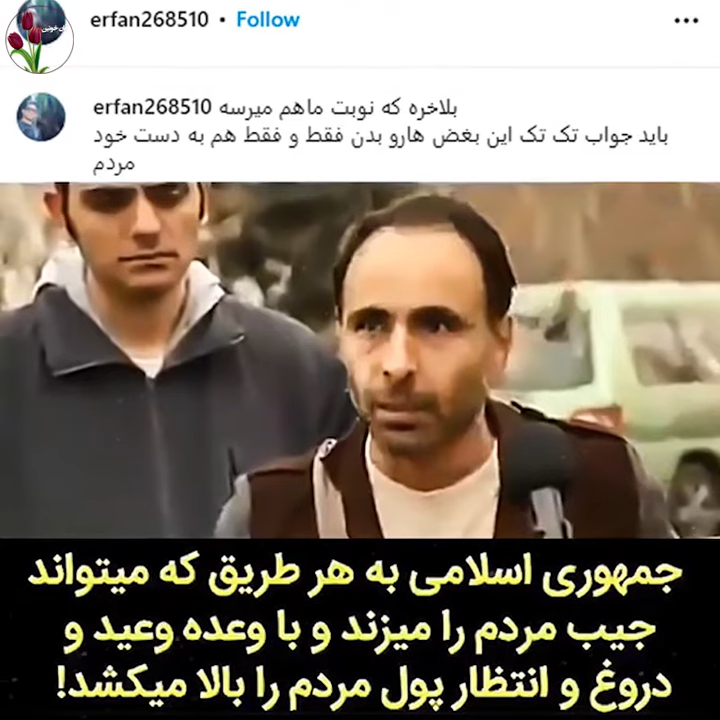 erfan268510 • Follow
erfan268510 بلاخره که نوبت ماهم میرسه
باید جواب تک تک این بغض هارو بدن فقط و فقط هم به دست خود
مردم
جمهوری اسلامی به هر طریق که میتواند
جیب مردم را میزند و با وعده وعید و
دروغ و انتظار پول مردم را بالا میکشد!